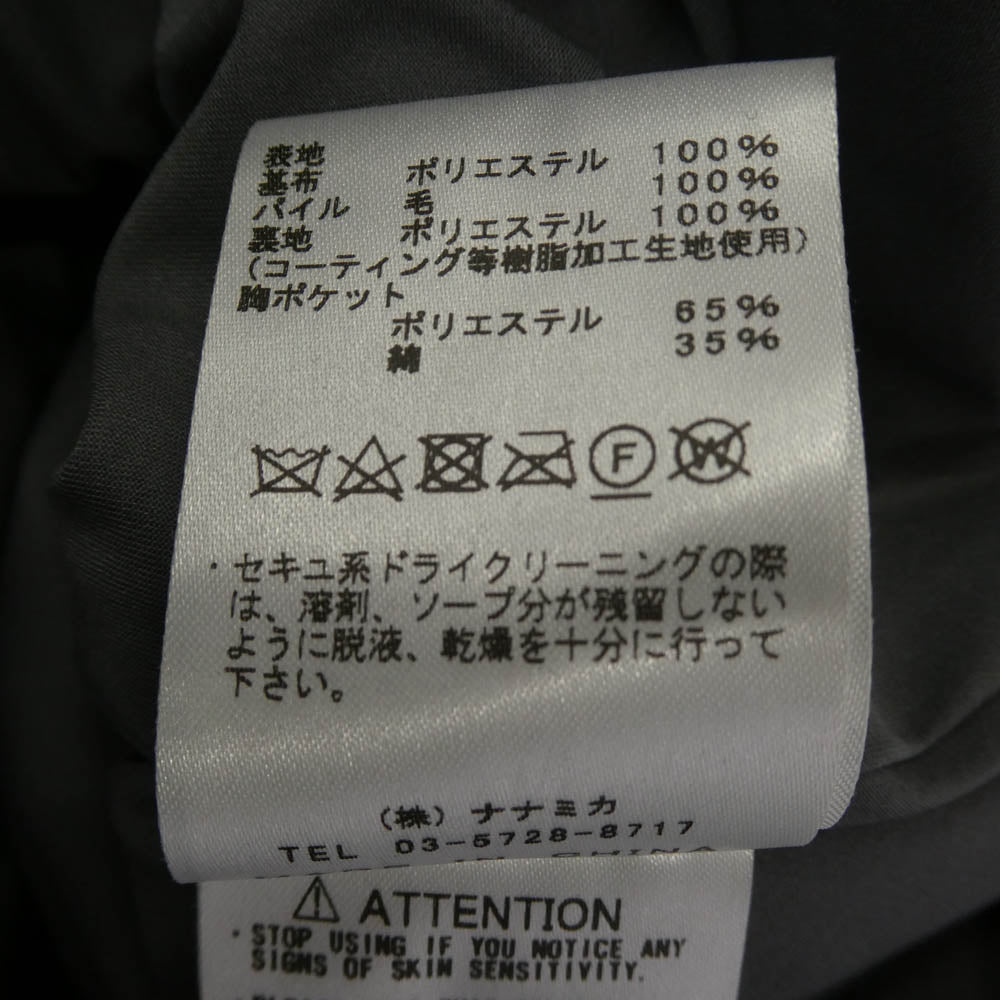 表地
基布 ポリエステル 100%
パイル 毛 100%
裏地 ポリエステル 100%
(コーティング等樹脂加工生地使用)
胸ポケット
ポリエステル 65%
綿 35%
F W
・セキユ系ドライクリーニングの際
は、溶剤、ソープ分が残留しない
ように脱液、乾燥を十分に行って
下さい。
(株) ナナミカ
TEL 03-5728-8717
MADE IN CHINA
ATTENTION
・STOP USING IF YOU NOTICE ANY
SIGNS OF SKIN SENSITIVITY.